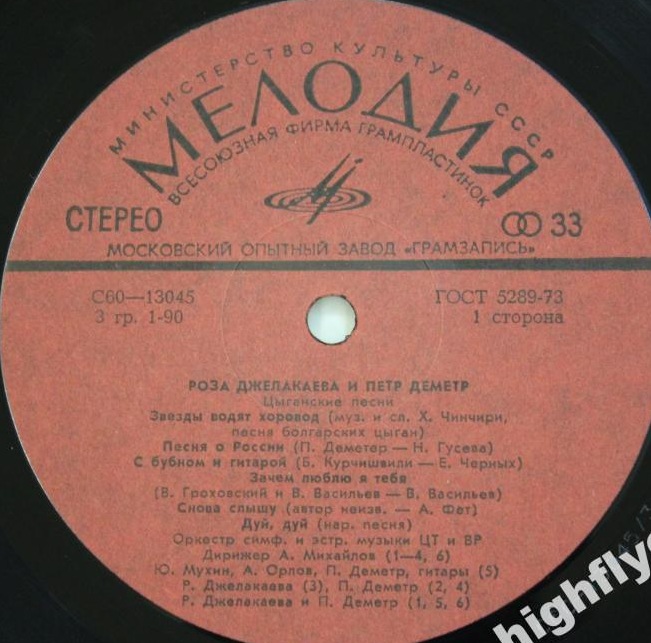 МИНИСТЕРСТВО КУЛЬТУРЫ СССР
МЕЛОДИЯ
ВСЕСОЮЗНАЯ ФИРМА ГРАМПЛАСТИНОК
СТЕРЕО
33
МОСКОВСКИЙ ОПЫТНЫЙ ЗАВОД «ГРАМЗАПИСЬ»
С60—13045
ГОСТ 5289-73
3 гр. 1-90
1 сторона
РОЗА ДЖЕЛАКАЕВА И ПЕТР ДЕМЕТР
Цыганские песни
Звезды водят хоровод (муз. и сл. Х. Чинчири,
песня болгарских цыган)
Песня о России (П. Деметер — Н. Гусева)
С бубном и гитарой (Б. Курчишвили — Е. Черных)
Зачем люблю я тебя
(В. Гроховский и В. Васильев — В. Васильев)
Снова слышу (автор неизв. — А. Фет)
Дуй, дуй (нар. песня)
Оркестр симф. и эстр. музыки ЦТ и ВР
Дирижер А. Михайлов (1—4, 6)
Ю. Мухин, А. Орлов, П. Деметр, гитары (5)
Р. Джелакаева (3), П. Деметр (2, 4)
Р. Джелакаева и П. Деметр (1, 5, 6)
highflye